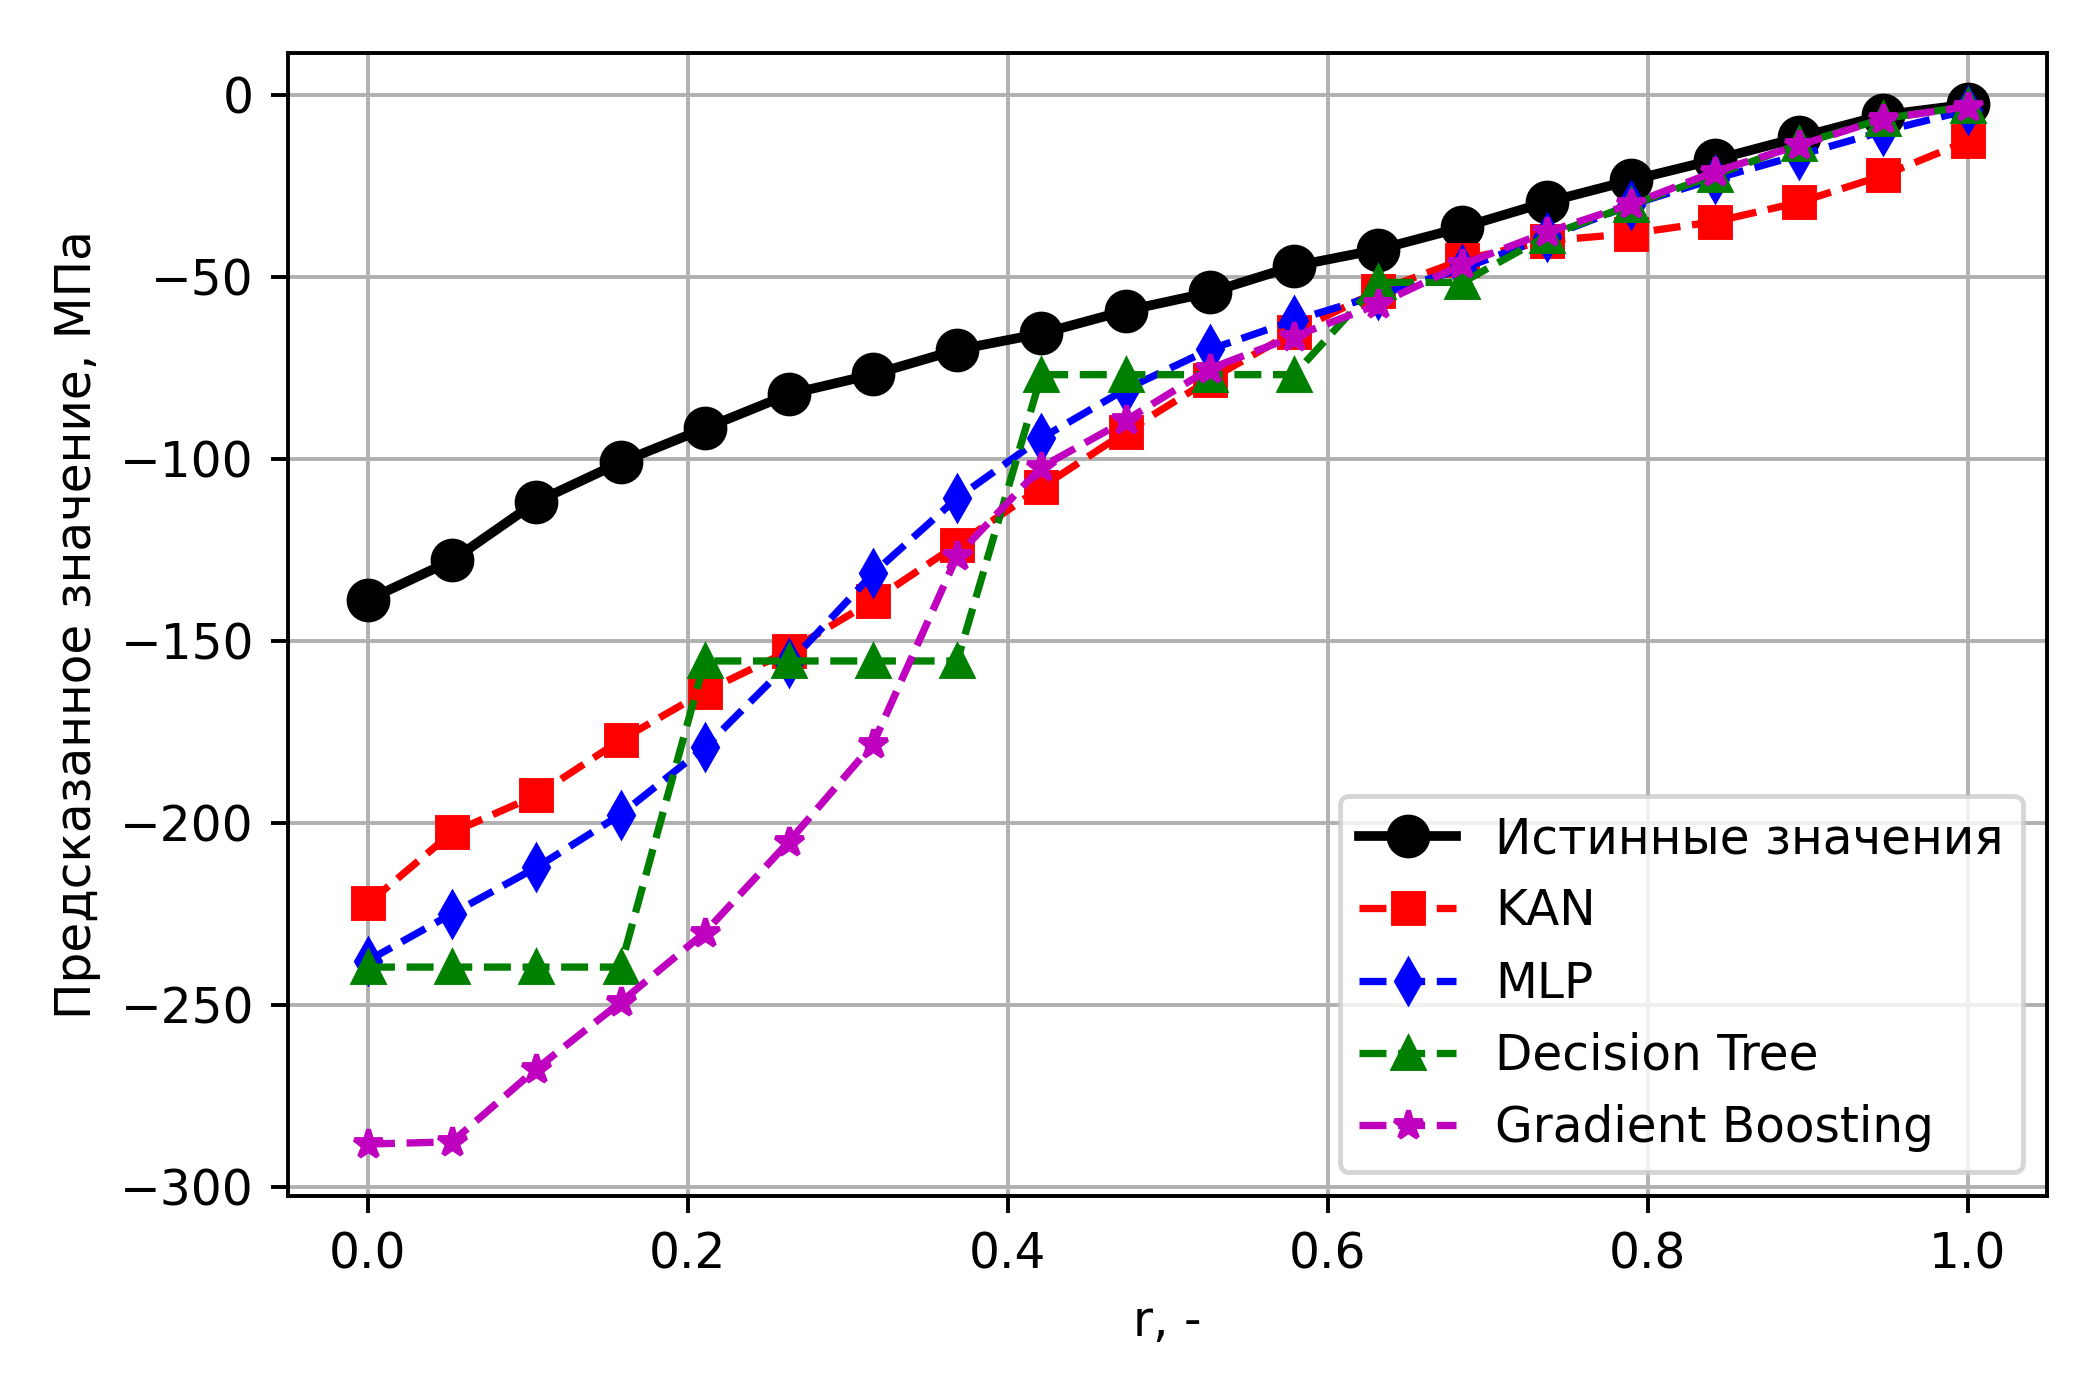 Предсказанное значение, МПа
0
−50
−100
−150
−200
−250
−300
0.0 0.2 0.4 0.6 0.8 1.0
r, -
Истинные значения
KAN
MLP
Decision Tree
Gradient Boosting